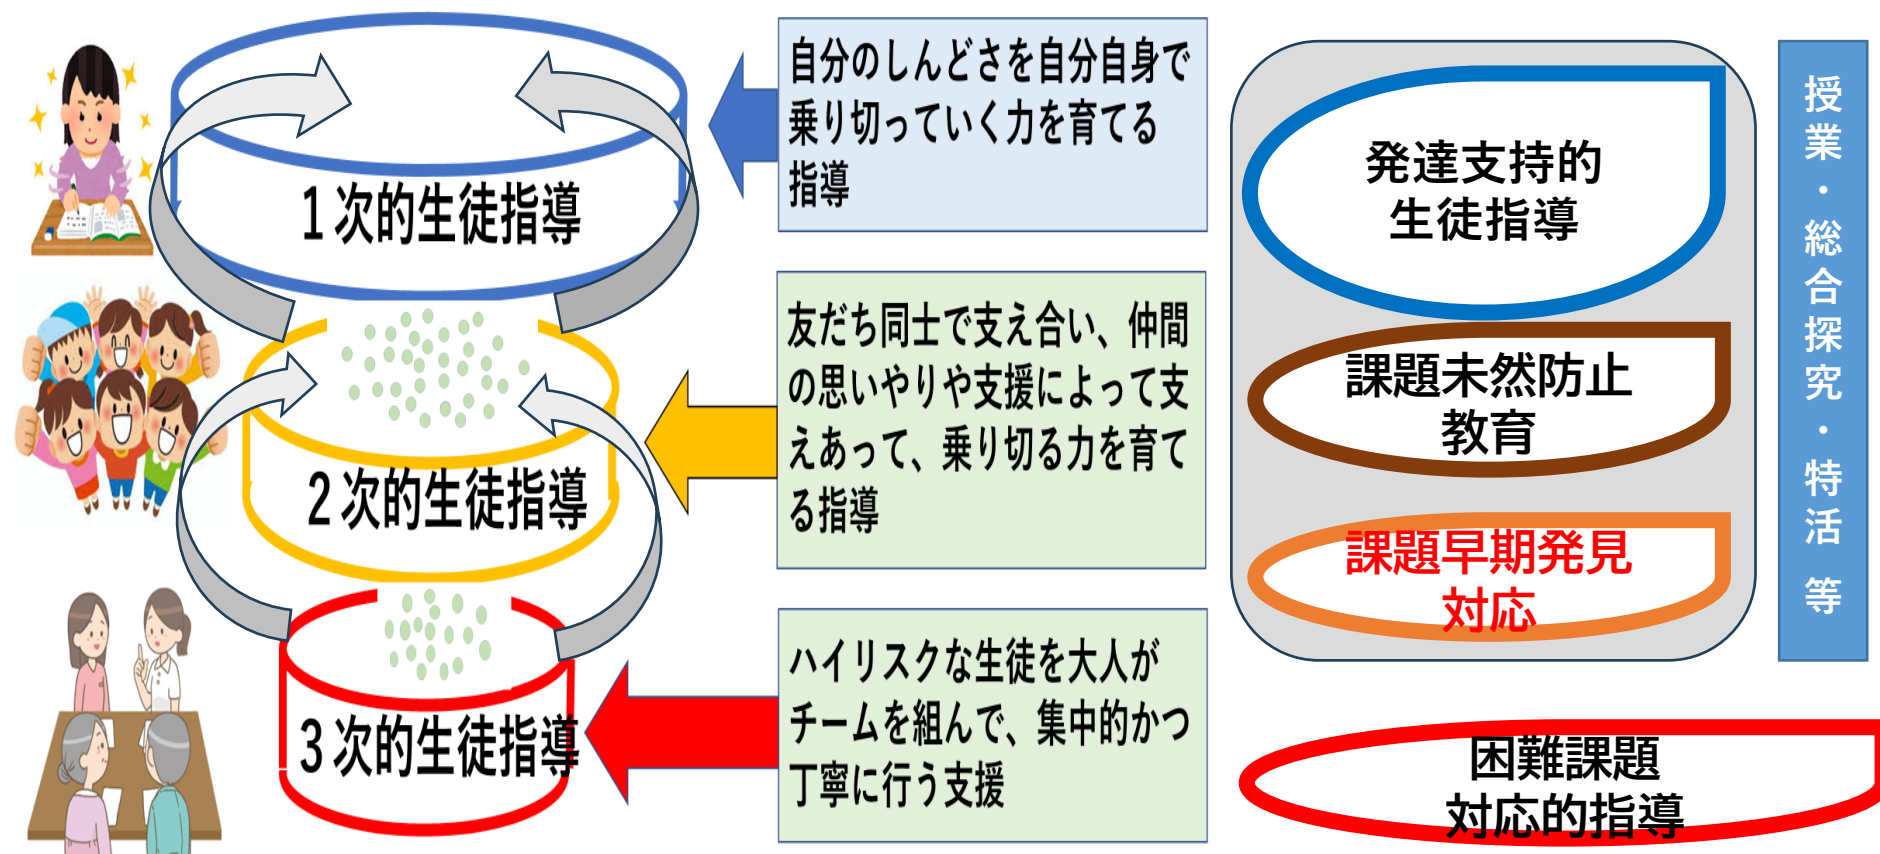 １次的生徒指導
自分のしんどさを自分自身で
乗り切っていく力を育てる
指導
２次的生徒指導
友だち同士で支え合い、仲間
の思いやりや支援によって支
えあって、乗り切る力を育て
る指導
３次的生徒指導
ハイリスクな生徒を大人が
チームを組んで、集中的かつ
丁寧に行う支援
発達支持的
生徒指導
課題未然防止
教育
課題早期発見
対応
困難課題
対応的指導
授業・総合探究・特活 等